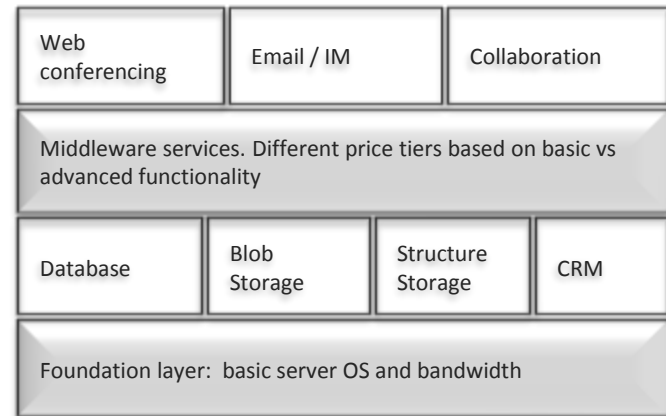 Web
conferencing
Email / IM
Collaboration
Middleware services. Different price tiers based on basic vs
advanced functionality
Database
Blob
Storage
Structure
Storage
CRM
Foundation layer:  basic server OS and bandwidth